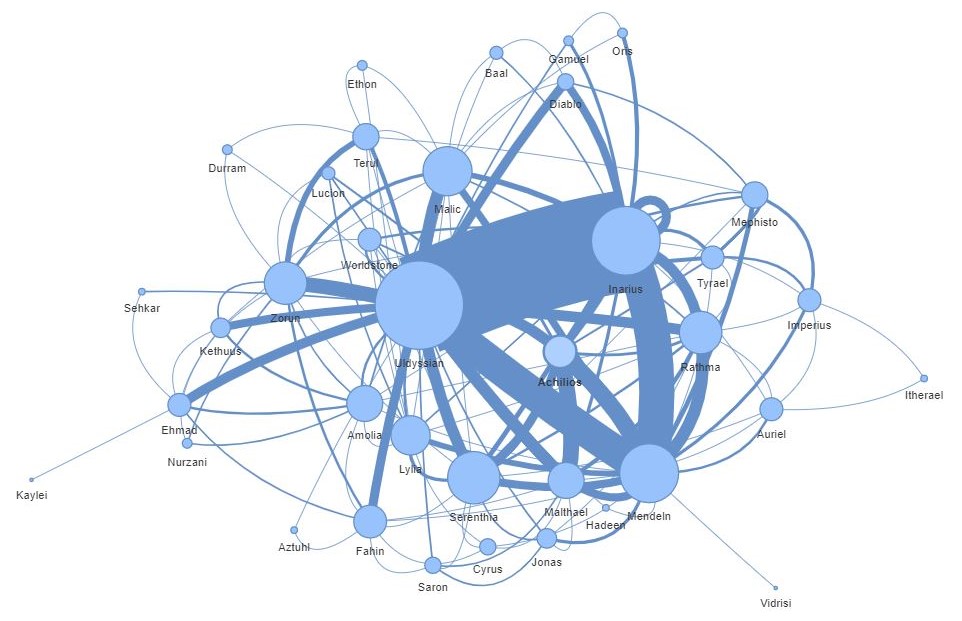 Ons
Gamuel
Baal
Ethon
Diablo
Terul
Durram
Lucion
Malic
Mephisto
Worldstone
Tyrael
Inarius
Sehkar
Zorun
Imperius
Kethuus
Uldyssian
Rathma
Achilios
Itherael
Ehmad
Amolia
Auriel
Nurzani
Lylia
Kaylei
Serenthia
Malthael
Mendeln
Hadeen
Aztuhl
Fahin
Jonas
Cyrus
Saron
Vidrisi